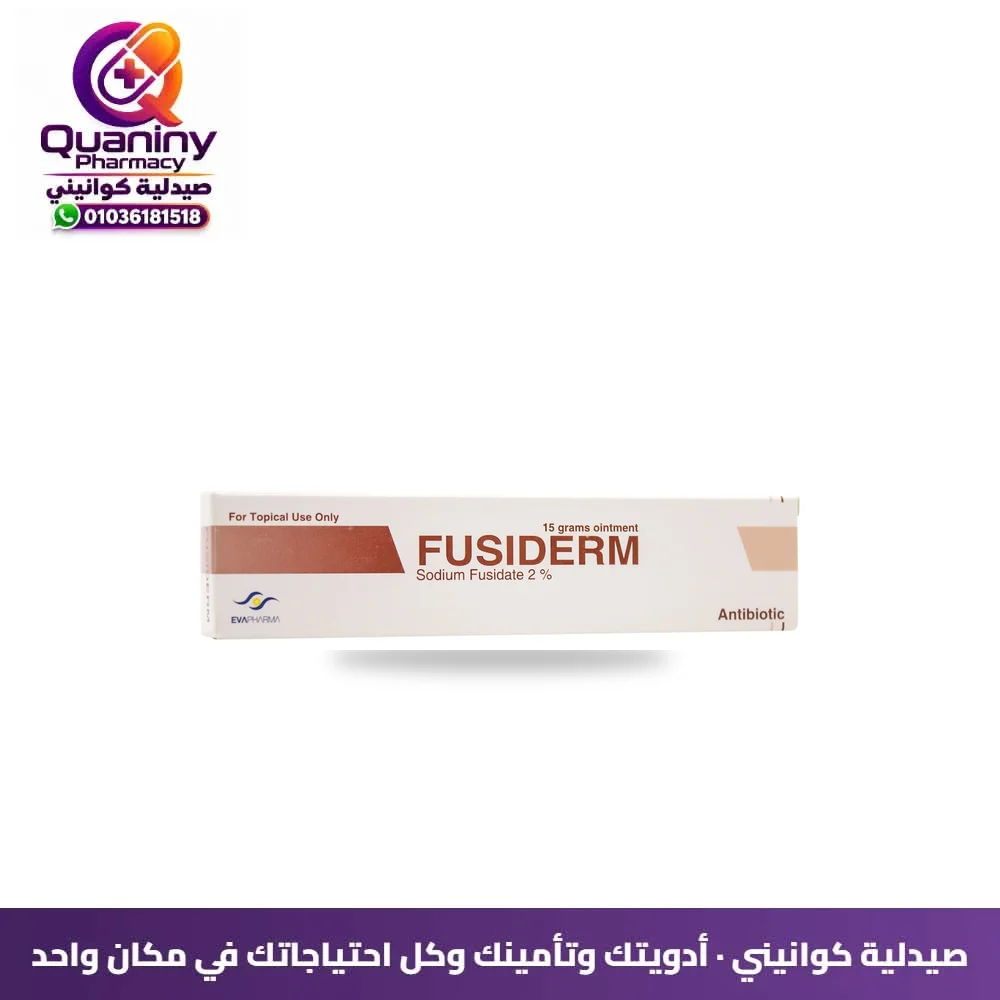 Quaniny
Pharmacy
صيدلية كوانيني
01036181518
For Topical Use Only
15 grams ointment
FUSIDERM
Sodium Fusidate 2 %
EVAPHARMA
Antibiotic
صيدلية كوانيني · أدويتك وتأمينك وكل احتياجاتك في مكان واحد